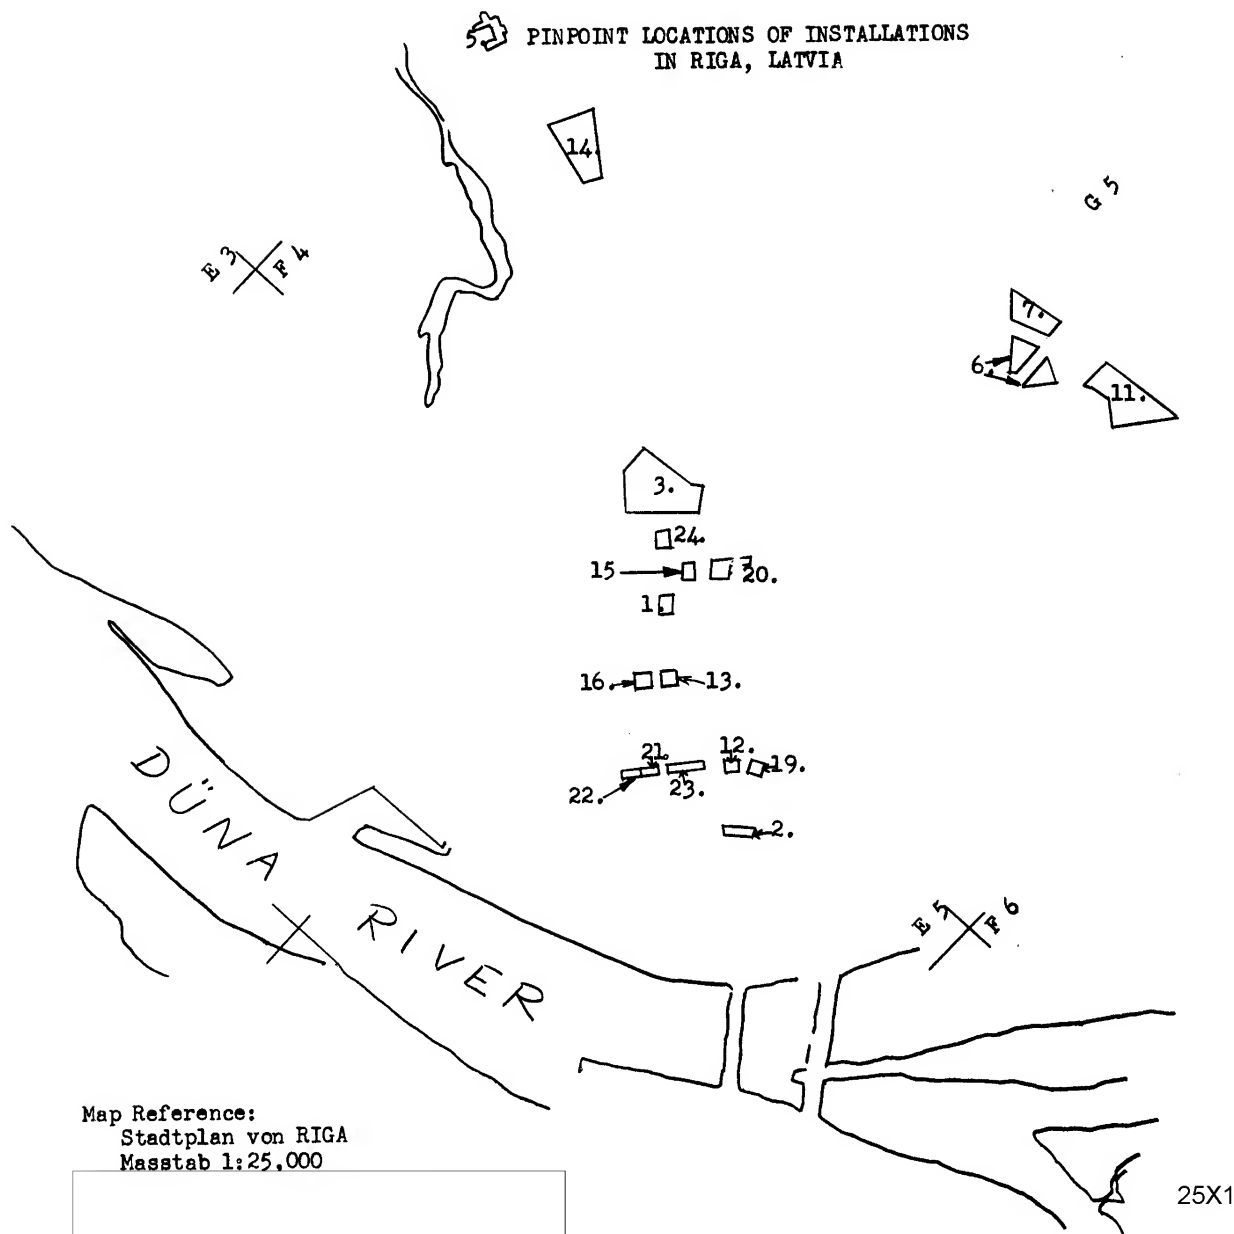 5
PINPOINT LOCATIONS OF INSTALLATIONS
IN RIGA, LATVIA
14.
G 5
E 3 F 4
7.
6.
11.
3.
24.
15
20.
1.
16.
13.
21.
12.
19.
22.
23.
2.
DÜNA RIVER
E 5 F 6
Map Reference:
Stadtplan von RIGA
Masstab 1:25,000
25X1